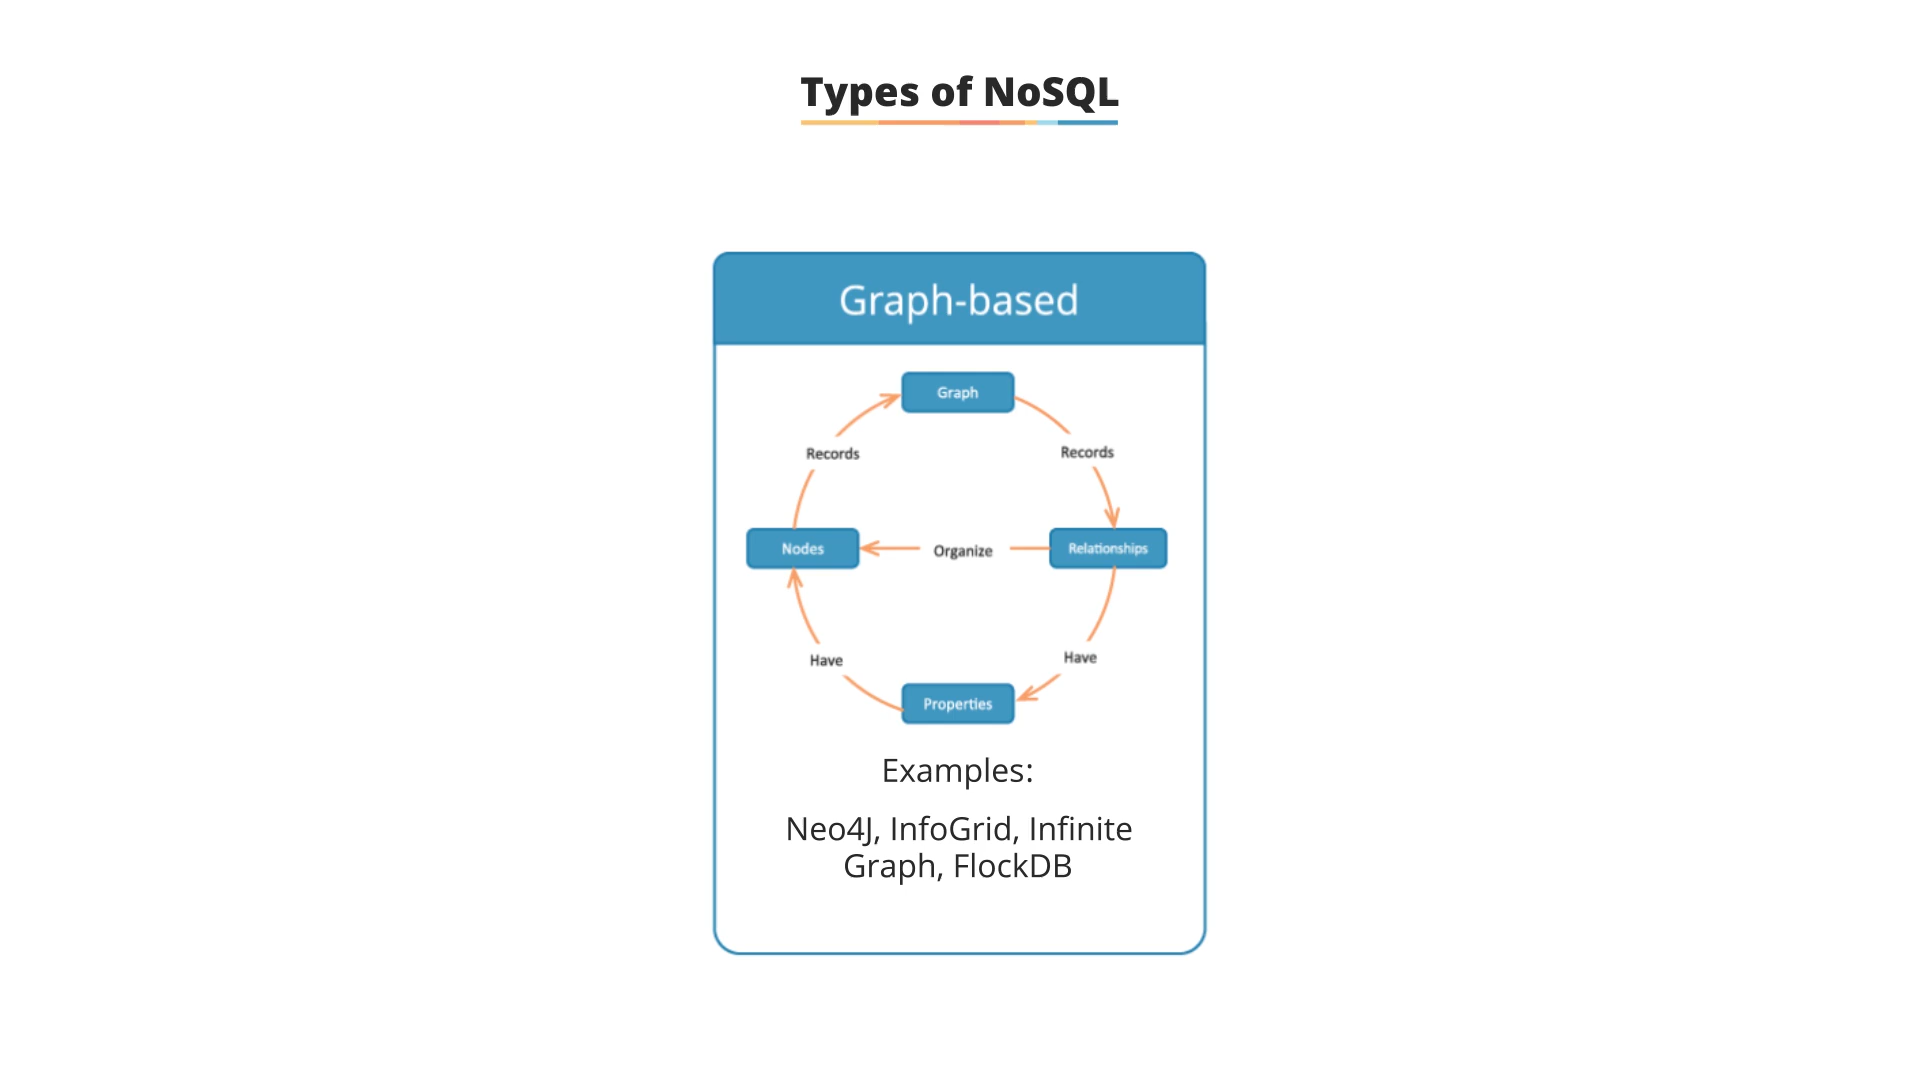 Types of NoSQL
Graph-based
Graph
Records
Records
Nodes
Organize
Relationships
Have
Have
Properties
Examples:
Neo4J, InfoGrid, Infinite
Graph, FlockDB